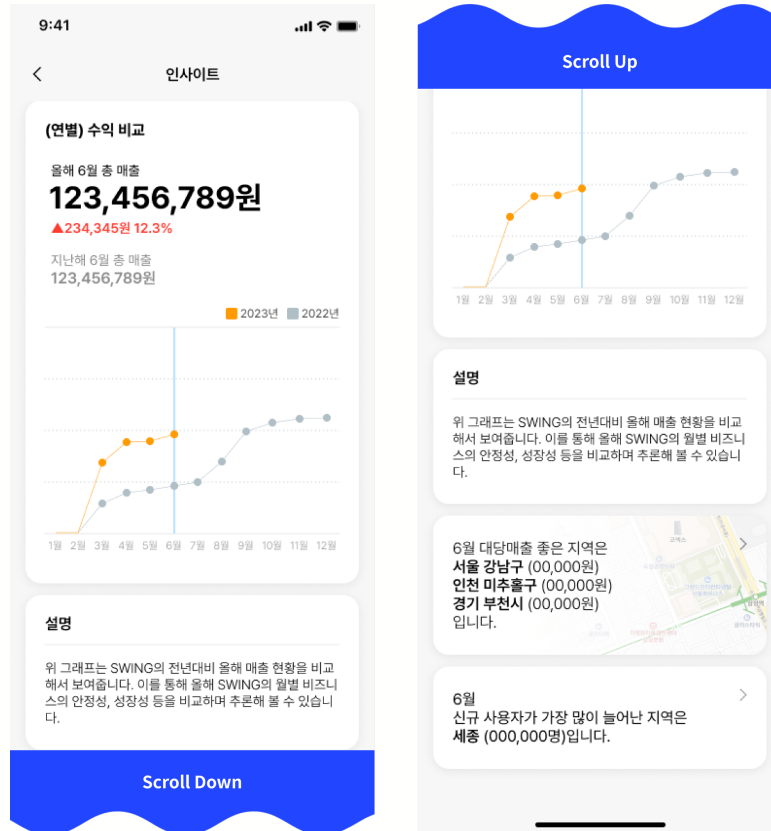 9:41
인사이트
(연별) 수익 비교
올해 6월 총 매출
123,456,789원
▲234,345원 12.3%
지난해 6월 총 매출
123,456,789원
2023년 2022년
1월 2월 3월 4월 5월 6월 7월 8월 9월 10월 11월 12월
설명
위 그래프는 SWING의 전년대비 올해 매출 현황을 비교
해서 보여줍니다. 이를 통해 올해 SWING의 월별 비즈니
스의 안정성, 성장성 등을 비교하며 추론해 볼 수 있습니
다.
Scroll Down
Scroll Up
1월 2월 3월 4월 5월 6월 7월 8월 9월 10월 11월 12월
설명
위 그래프는 SWING의 전년대비 올해 매출 현황을 비교
해서 보여줍니다. 이를 통해 올해 SWING의 월별 비즈니
스의 안정성, 성장성 등을 비교하며 추론해 볼 수 있습니
다.
코엑스
6월 대당매출 좋은 지역은
서울 강남구 (00,000원)
인천 미추홀구 (00,000원)
경기 부천시 (00,000원)
입니다.
6월
신규 사용자가 가장 많이 늘어난 지역은
세종 (000,000명)입니다.